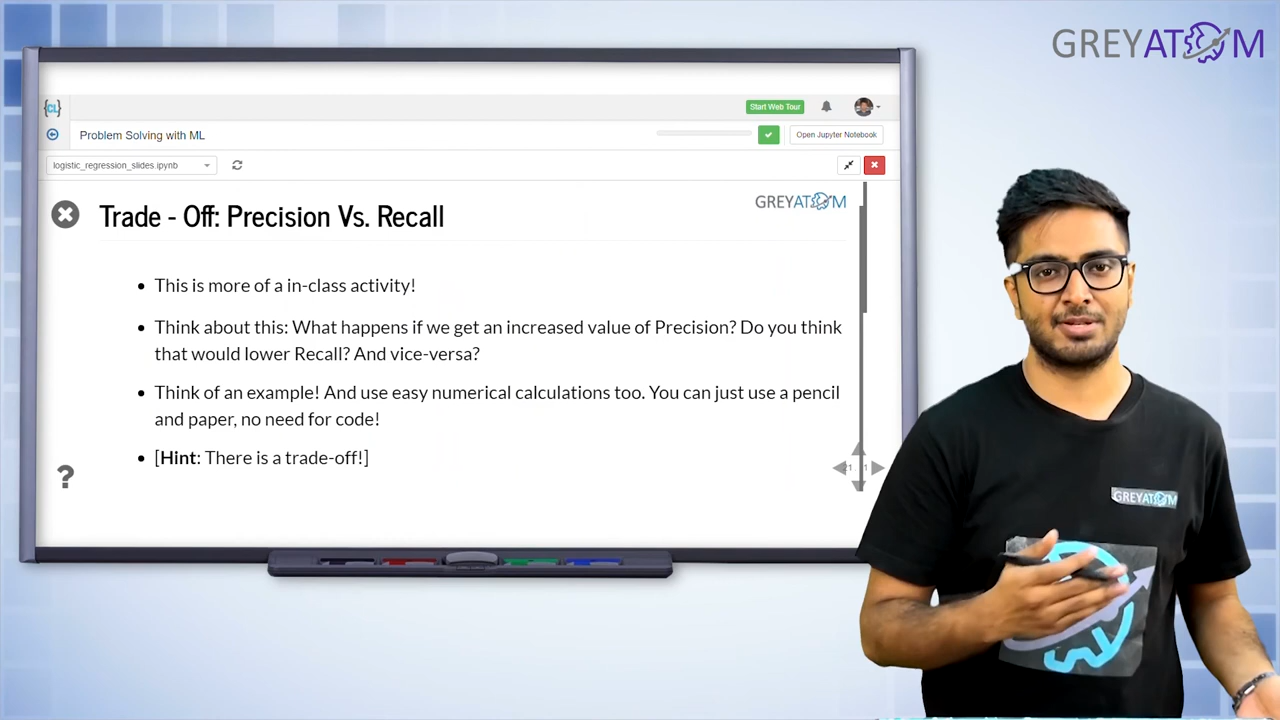 GREYATOM
{CL}
Start Web Tour
Problem Solving with ML
Open Jupyter Notebook
logistic_regression_slides.ipynb
GREYATOM
Trade - Off: Precision Vs. Recall
This is more of a in-class activity!
Think about this: What happens if we get an increased value of Precision? Do you think
that would lower Recall? And vice-versa?
Think of an example! And use easy numerical calculations too. You can just use a pencil
and paper, no need for code!
[Hint: There is a trade-off!]
?
GREYATOM